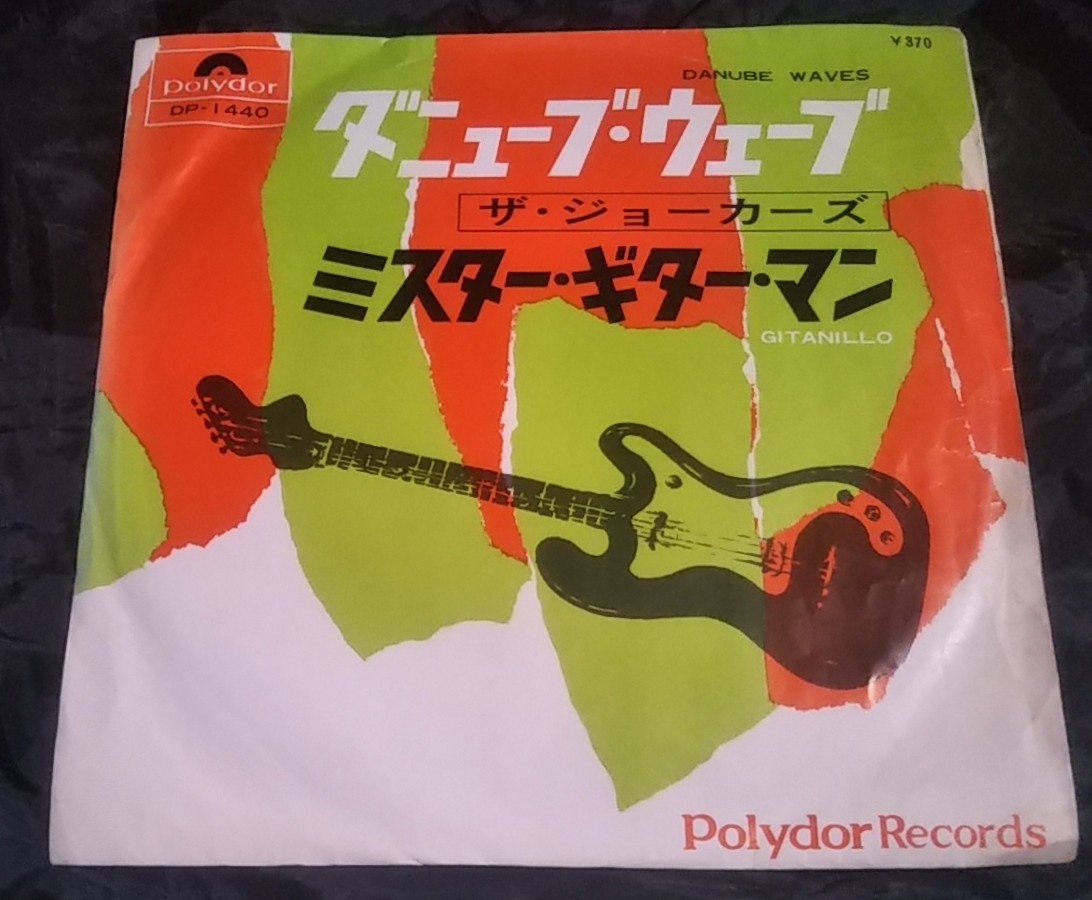 ¥370
polydor
DP-1440
DANUBE WAVES
ダニューブ・ウェーブ
ザ・ジョーカーズ
ミスター・ギター・マン
GITANILLO
Polydor Records